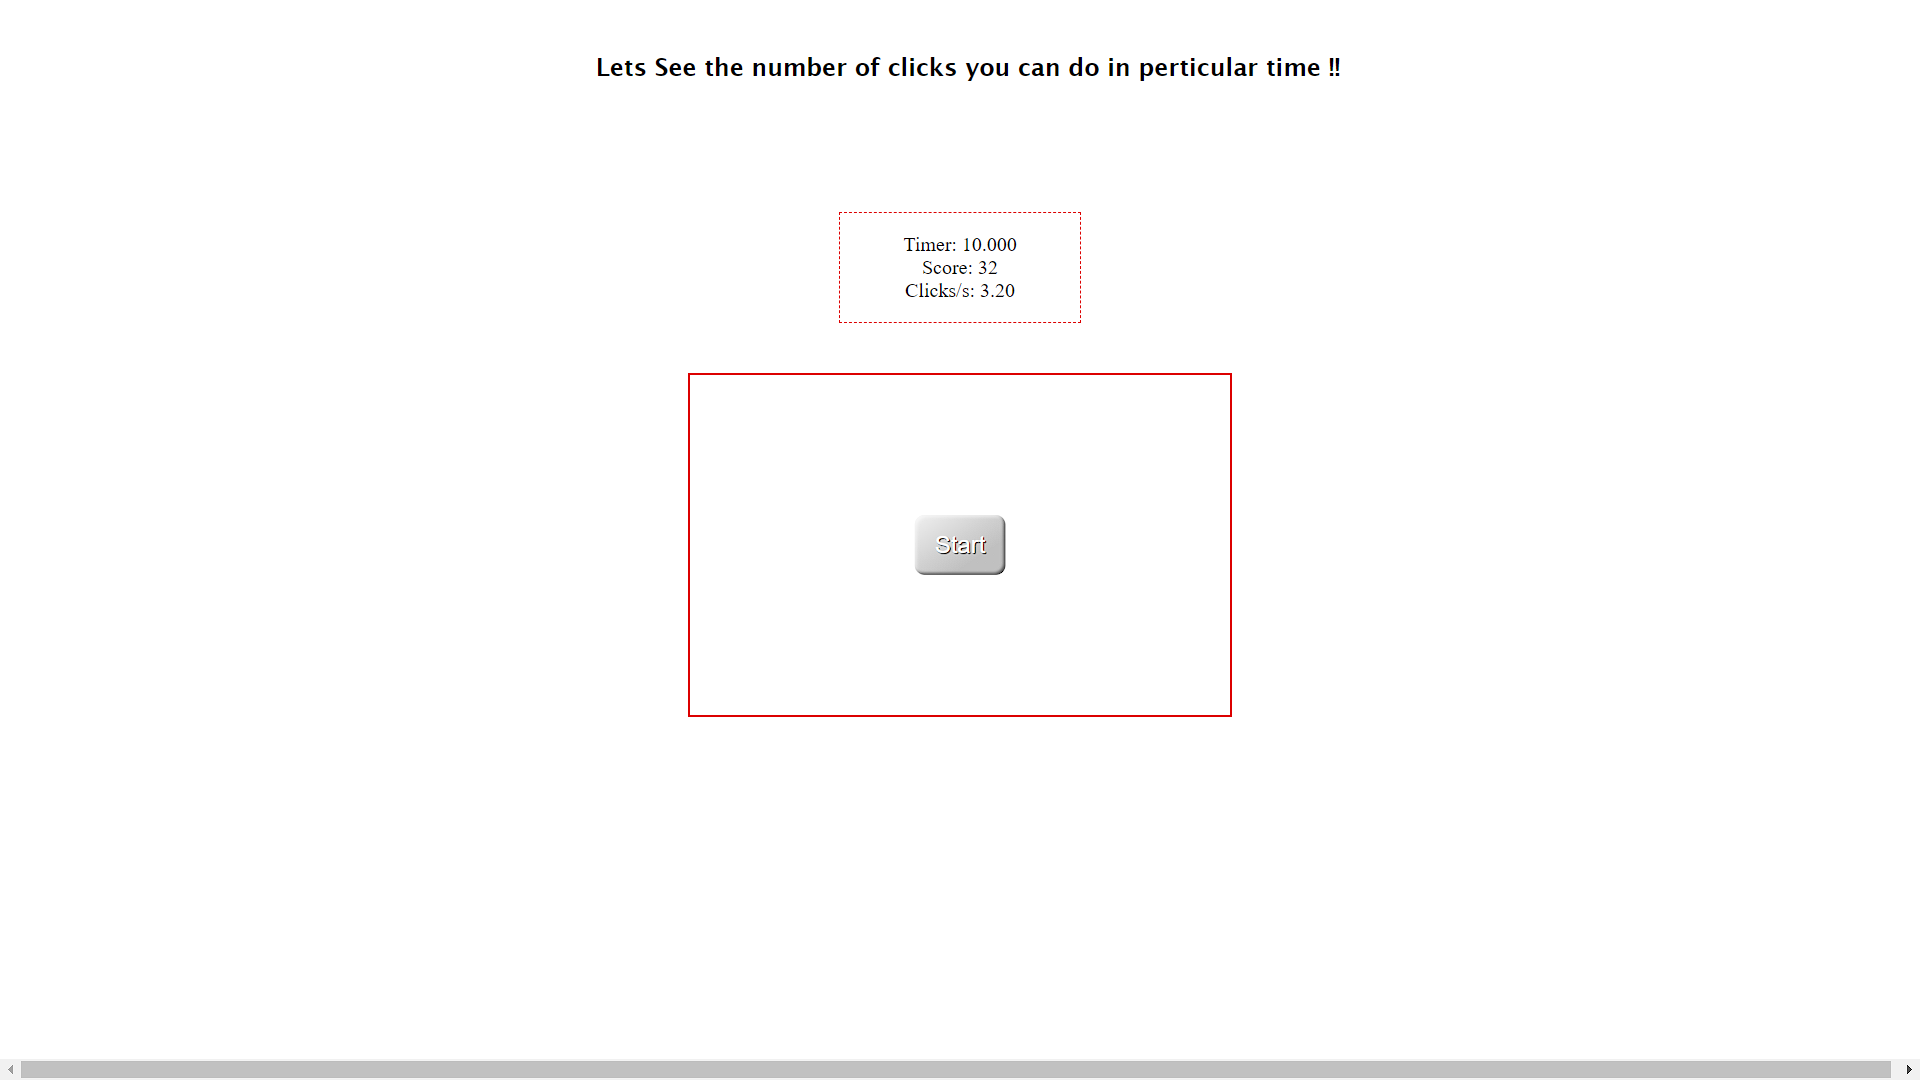 Lets See the number of clicks you can do in perticular time !!
Timer: 10.000
Score: 32
Clicks/s: 3.20
Start